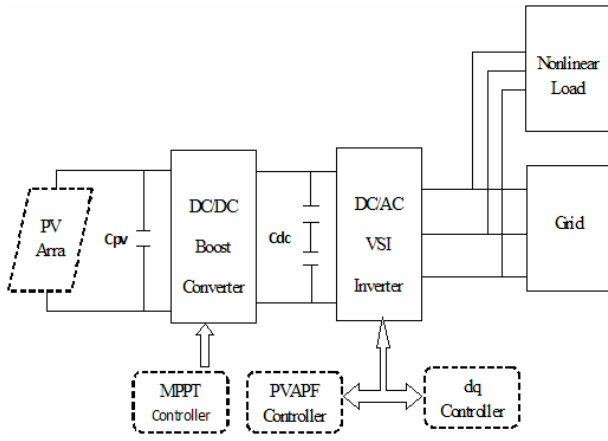 Nonlinear
Load
PV
Arra
Cpv
DC/DC
Boost
Converter
Cdc
DC/AC
VSI
Inverter
Grid
MPPT
Controller
PVAPF
Controller
dq
Controller